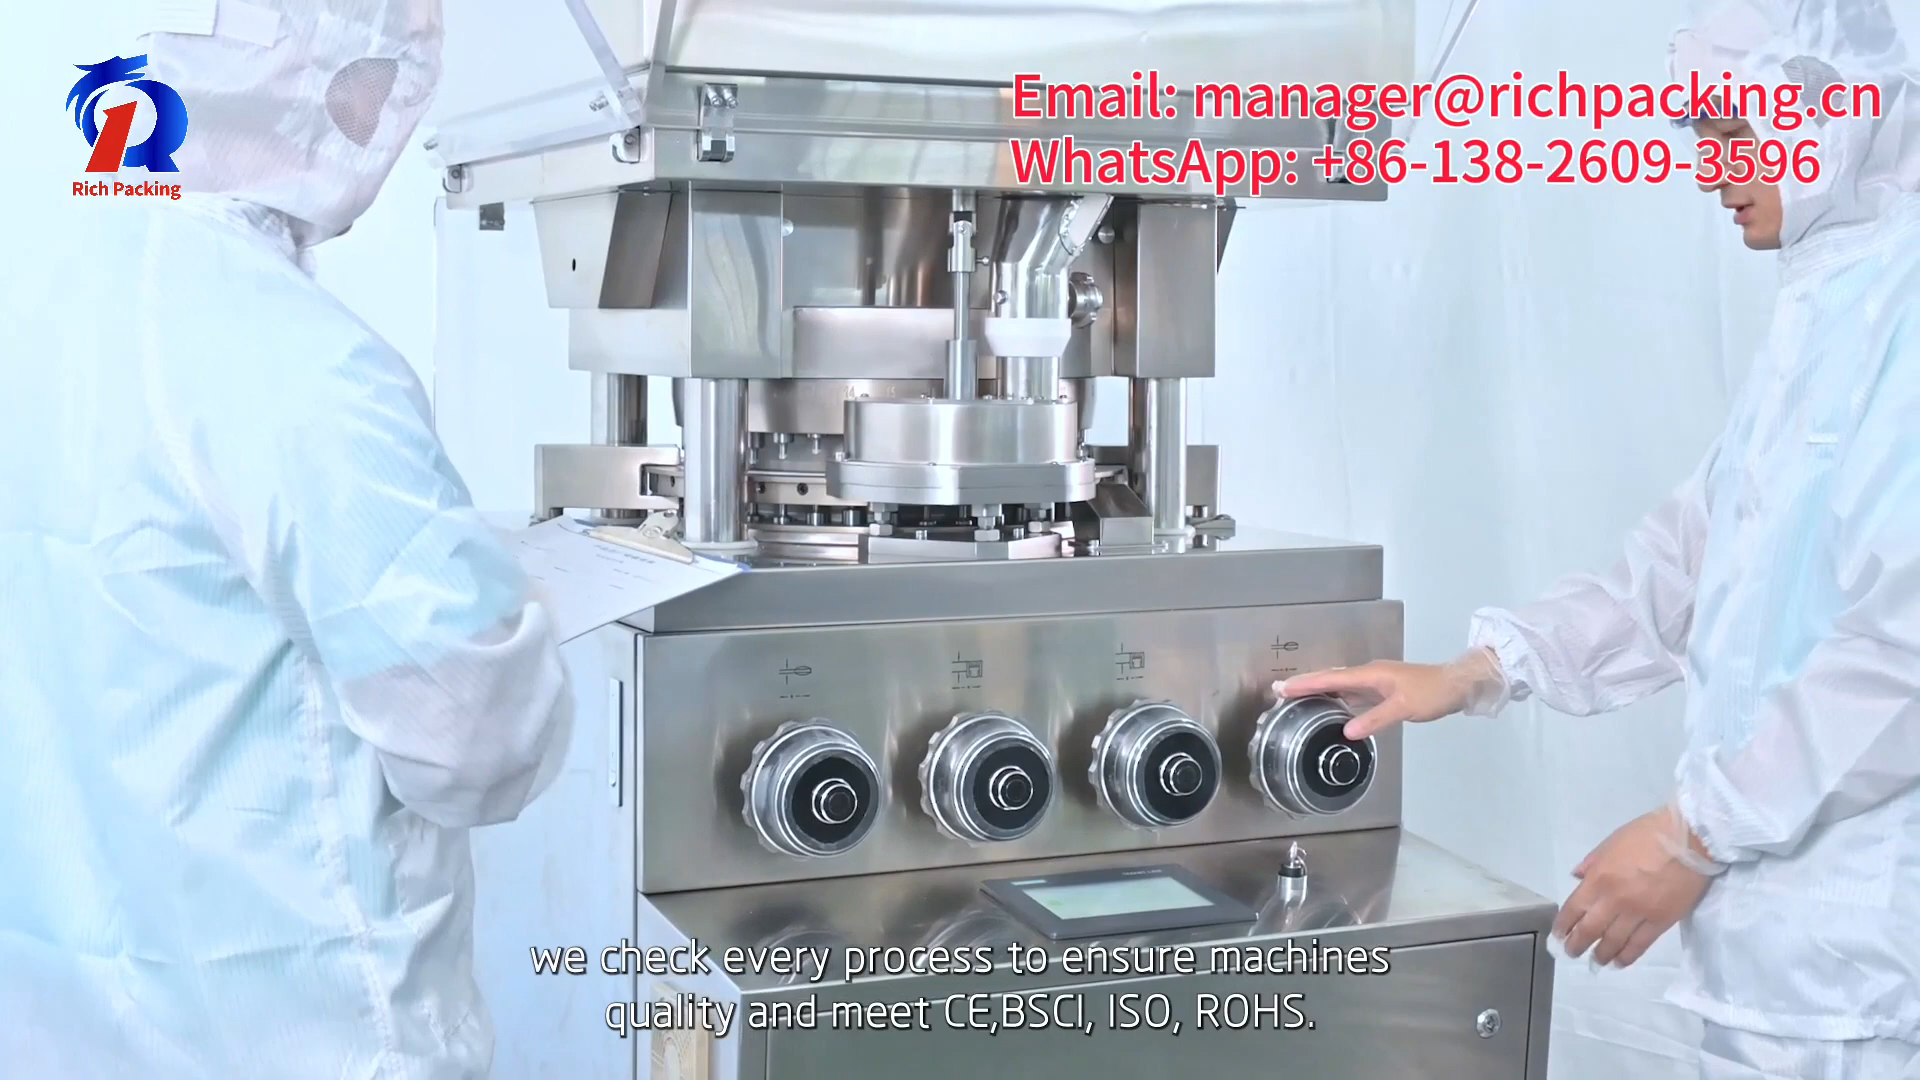 Rich Packing
Email: manager@richpacking.cn
WhatsApp: +86-138-2609-3596
we check every process to ensure machines
quality and meet CE,BSCI, ISO, ROHS.